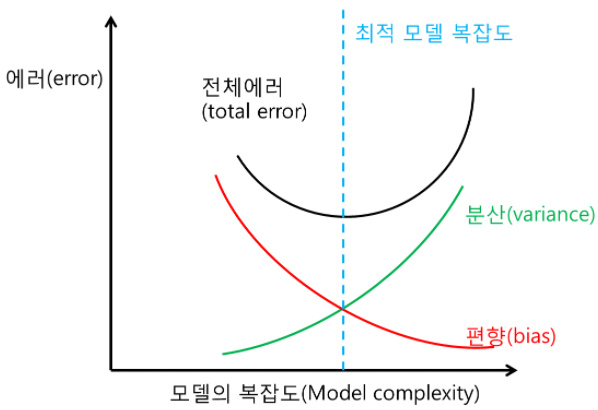 최적 모델 복잡도
에러(error)
전체에러
(total error)
분산(variance)
편향(bias)
모델의 복잡도(Model complexity)